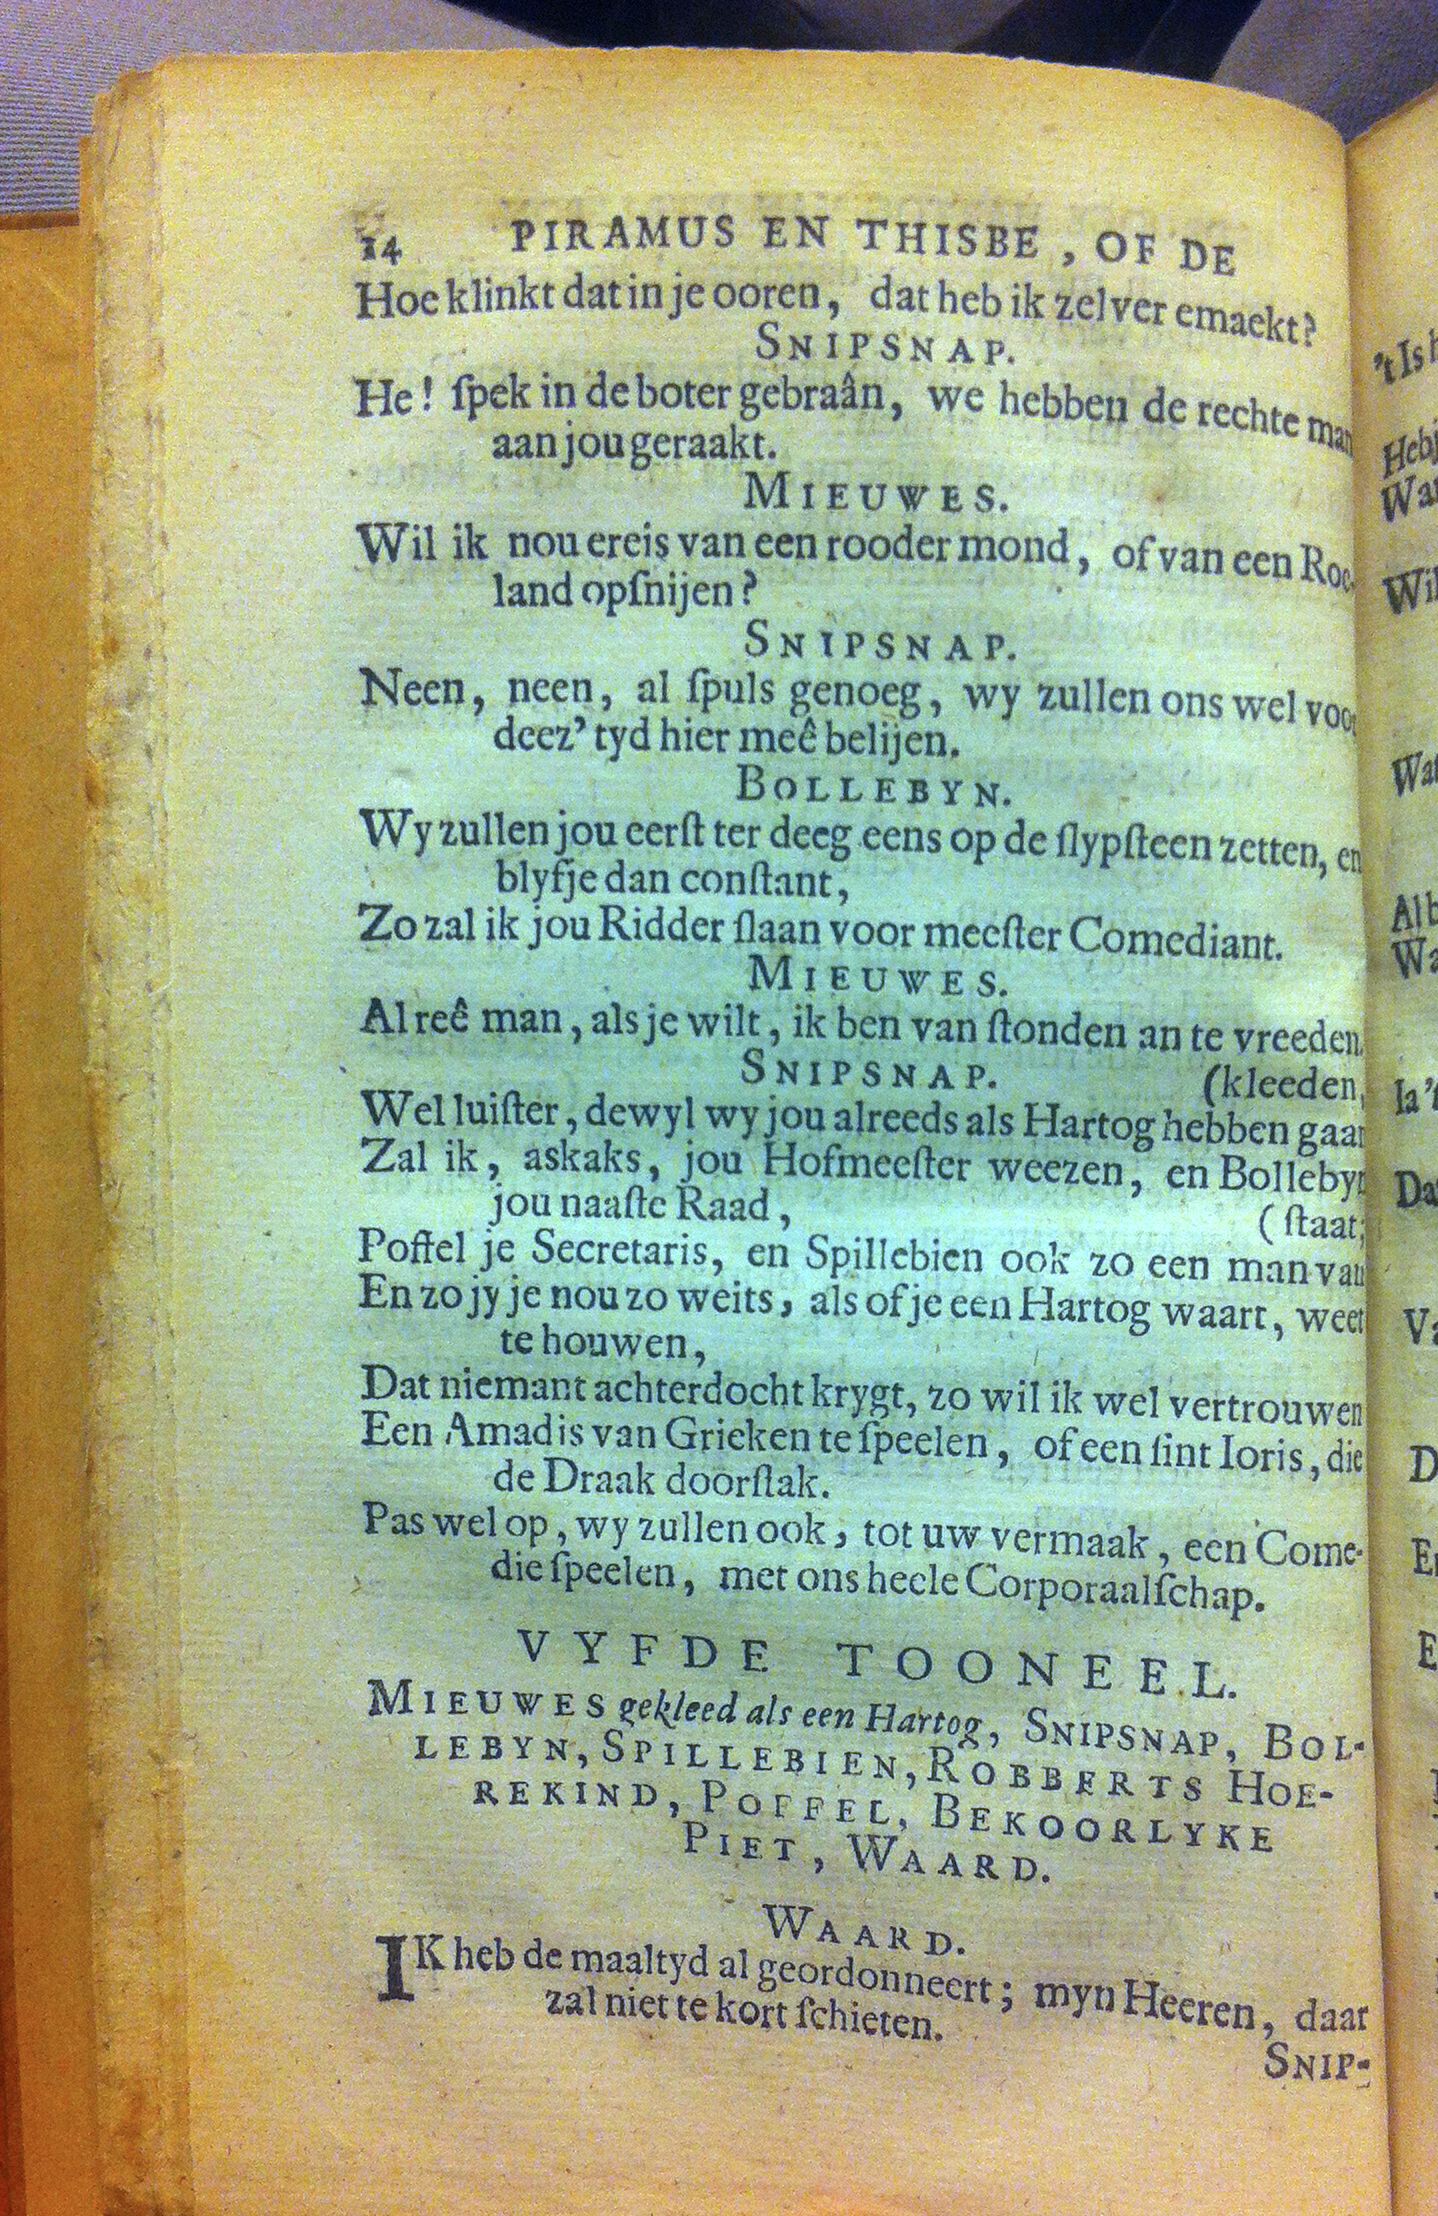 14 PIRAMUS EN THISBE, OF DE
Hoe klinkt dat in je ooren, dat heb ik zelver emaekt?
SNIPSNAP.
He! ſpek in de boter gebraân, we hebben de rechte man
aan jou geraakt.
MIEUWES.
Wil ik nou ereis van een rooder mond, of van een Roe-
land opſnijen?
SNIPSNAP.
Neen, neen, al ſpuls genoeg, wy zullen ons wel voor
deez' tyd hier meê belijen.
BOLLEBYN.
Wy zullen jou eerſt ter deeg eens op de ſlypſteen zetten, en
blyfje dan conſtant,
Zo zal ik jou Ridder ſlaan voor meeſter Comediant.
MIEUWES.
Al reê man, als je wilt, ik ben van ſtonden an te vreeden.
SNIPSNAP. (kleeden,
Wel luiſter, dewyl wy jou alreeds als Hartog hebben gaan
Zal ik, askaks, jou Hofmeeſter weezen, en Bollebyn
jou naaſte Raad, (ſtaat;
Poffel je Secretaris, en Spillebien ook zo een man van
En zo jy je nou zo weits, als of je een Hartog waart, weet
te houwen,
Dat niemant achterdocht krygt, zo wil ik wel vertrouwen
Een Amadis van Grieken te ſpeelen, of een ſint Ioris, die
de Draak doorſtak.
Pas wel op, wy zullen ook, tot uw vermaak, een Come-
die ſpeelen, met ons heele Corporaalſchap.
VYFDE TOONEEL.
MIEUWES gekleed als een Hartog, SNIPSNAP, BOL-
LEBYN, SPILLEBIEN, ROBBERTS HOE-
REKIND, POFFEL, BEKOORLYKE
PIET, WAARD.
WAARD.
IK heb de maaltyd al geordonneert; myn Heeren, daar
zal niet te kort ſchieten.
SNIP-
't Is
Wil
Wat
Ia 't